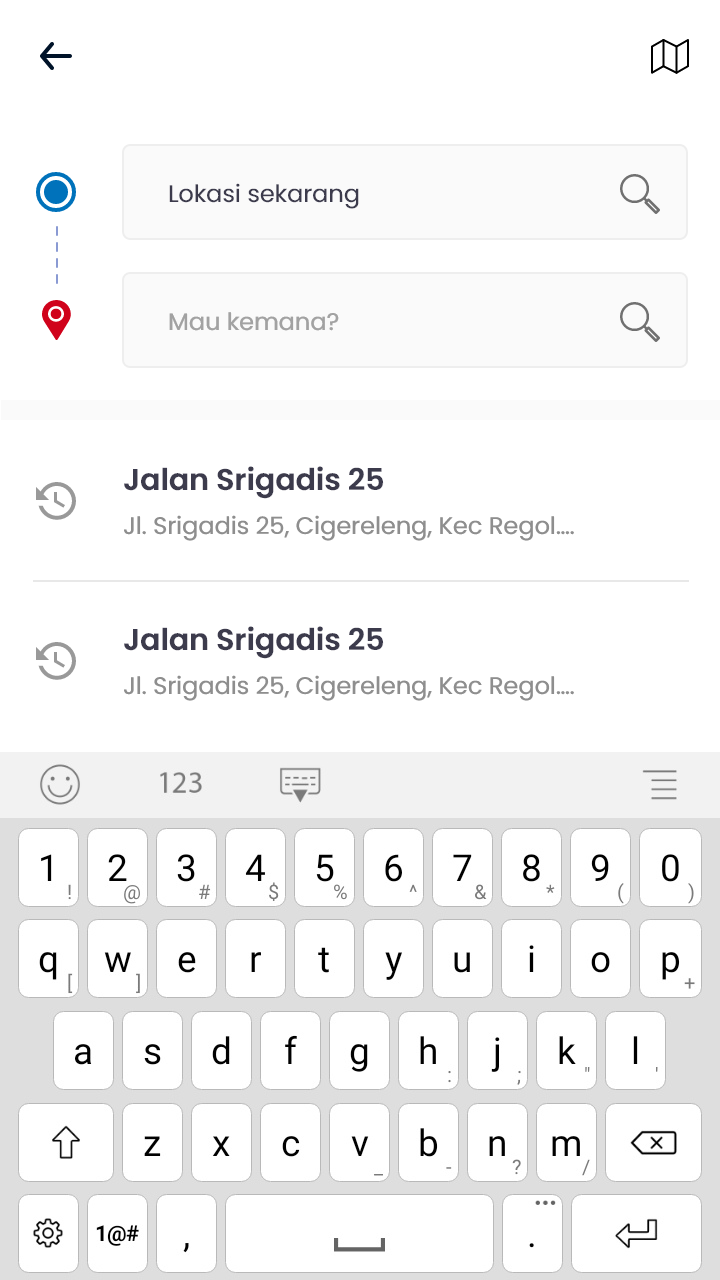 Lokasi sekarang
Mau kemana?
Jalan Srigadis 25
Jl. Srigadis 25, Cigereleng, Kec Regol....
Jalan Srigadis 25
Jl. Srigadis 25, Cigereleng, Kec Regol....
123
1 ! 2 @ 3 # 4 $ 5 % 6 ^ 7 & 8 * 9 ( 0 )
q [ w ] e r t y u i o p +
a s d f g h : j ; k " l '
z x c v _ b - n ? m /
1@# , . •••